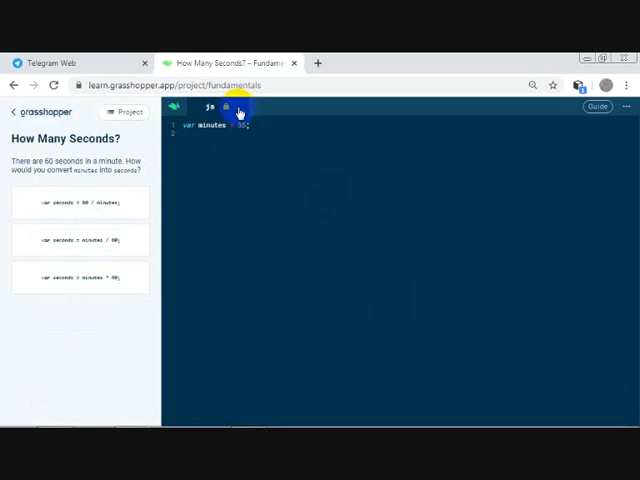 Telegram Web
How Many Seconds? – Fundame
learn.grasshopper.app/project/fundamentals
grasshopper
Project
js
Guide
How Many Seconds?
There are 60 seconds in a minute. How
would you convert minutes into seconds?
var seconds = 60 / minutes;
var seconds = minutes / 60;
var seconds = minutes * 60;
1 var minutes = 35;
2